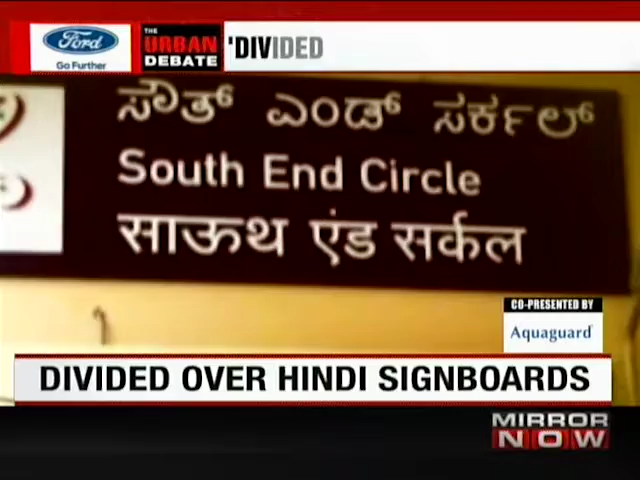 Ford
Go Further
THE
URBAN
DEBATE
'DIVIDED
ಸೌತ್ ಎಂಡ್ ಸರ್ಕಲ್
South End Circle
साऊथ एंड सर्कल
CO-PRESENTED BY
Aquaguard
DIVIDED OVER HINDI SIGNBOARDS
MIRROR
NOW